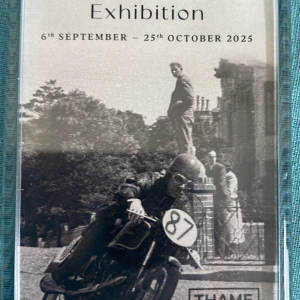 Exhibition
6th SEPTEMBER – 25th OCTOBER 2025
87
THAME